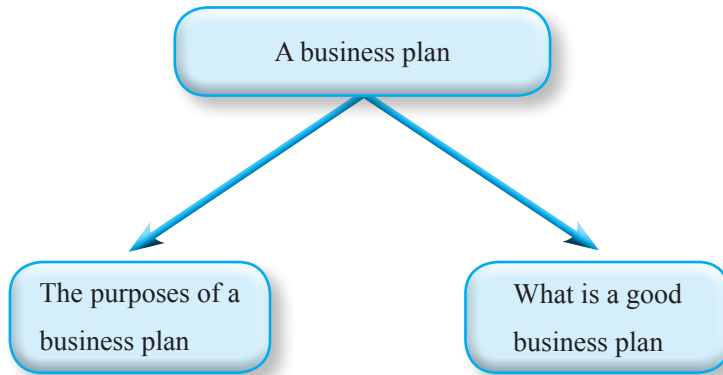 A business plan
The purposes of a
business plan
What is a good
business plan